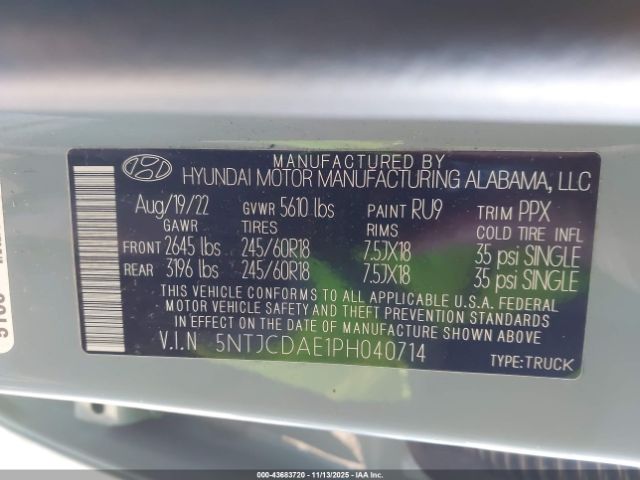 MANUFACTURED BY
HYUNDAI MOTOR MANUFACTURING ALABAMA, LLC
Aug/19/22 GVWR 5610 lbs PAINT RU9 TRIM PPX
GAWR TIRES RIMS COLD TIRE INFL
FRONT 2645 lbs 245/60R18 7.5JX18 35 psi SINGLE
REAR 3196 lbs 245/60R18 7.5JX18 35 psi SINGLE
THIS VEHICLE CONFORMS TO ALL APPLICABLE U.S.A. FEDERAL
MOTOR VEHICLE SAFETY BUMPER, AND THEFT PREVENTION STANDARDS
IN EFFECT ON THE DATE OF MANUFACTURE SHOWN ABOVE.
V.I.N 5NTJCDAE1PH040714 TYPE:TRUCK
000-43683720 - 11/13/2025 - IAA Inc.